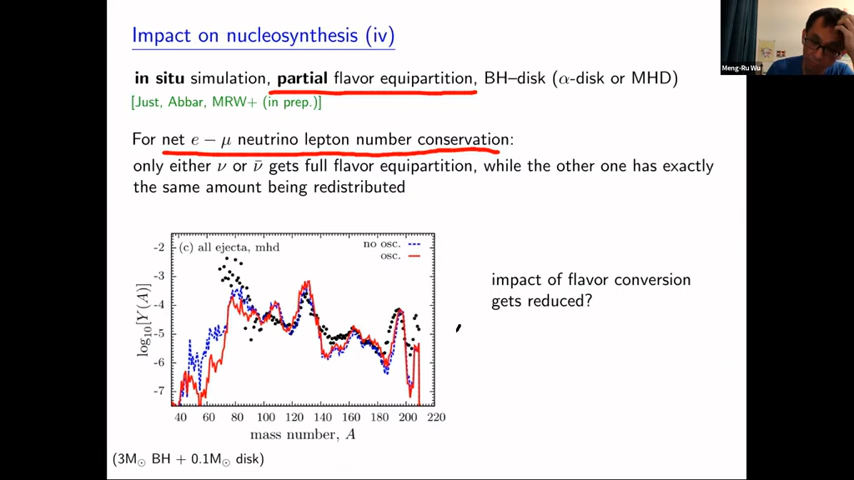 Impact on nucleosynthesis (iv)
in situ simulation, partial flavor equipartition, BH–disk (α-disk or MHD)
[Just, Abbar, MRW+ (in prep.)]
For net e − μ neutrino lepton number conservation:
only either ν or ν̄ gets full flavor equipartition, while the other one has exactly
the same amount being redistributed
(c) all ejecta, mhd
no osc.
osc.
-2
-3
-4
-5
-6
-7
log₁₀[Y(A)]
40 60 80 100 120 140 160 180 200 220
mass number, A
impact of flavor conversion
gets reduced?
(3M⊙ BH + 0.1M⊙ disk)
Meng-Ru Wu